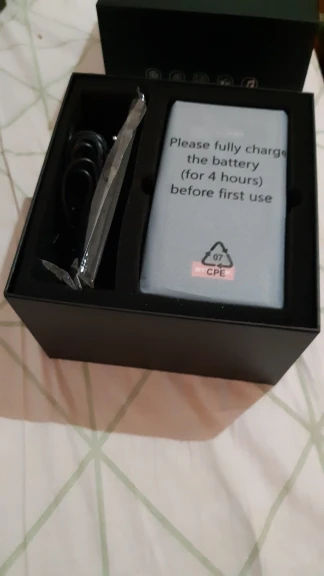 Please fully charge
the battery
(for 4 hours)
before first use
07
CPE